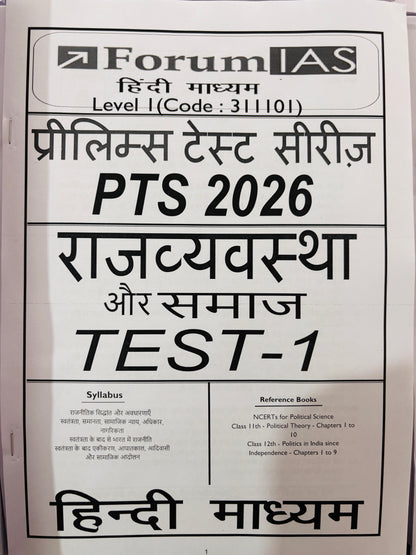 ForumIAS
हिंदी माध्यम
Level 1(Code : 311101)
प्रीलिम्स टेस्ट सीरीज़
PTS 2026
राजव्यवस्था
और समाज
TEST-1
Syllabus
राजनीतिक सिद्धांत और अवधारणाएँ
स्वतंत्रता, समानता, सामाजिक न्याय, अधिकार,
नागरिकता
स्वतंत्रता के बाद से भारत में राजनीति
स्वतंत्रता के बाद एकीकरण, आपातकाल, आदिवासी
और सामाजिक आंदोलन
Reference Books
NCERTs for Political Science
Class 11th - Political Theory - Chapters 1 to
10
Class 12th - Politics in India since
Independence - Chapters 1 to 9
हिन्दी माध्यम
1